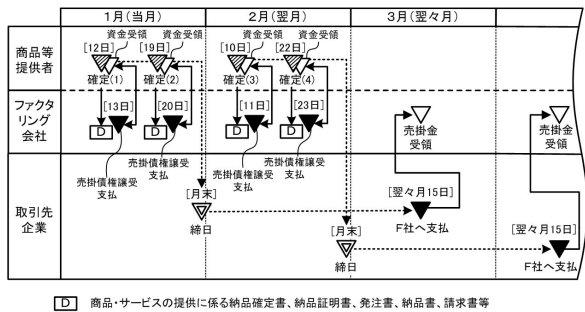 1月(当月)
2月(翌月)
3月(翌々月)
商品等
提供者
ファクタ
リング
会社
取引先
企業
資金受領
資金受領
資金受領
資金受領
[12日]
[19日]
[10日]
[22日]
確定(1)
確定(2)
確定(3)
確定(4)
[13日]
[20日]
[11日]
[23日]
D
D
D
D
売掛債権譲受
支払
売掛債権譲受
支払
売掛債権譲受
支払
売掛債権譲受
支払
売掛金
受領
売掛金
受領
[月末]
締日
[翌々月15日]
F社へ支払
[月末]
締日
[翌々月15日]
F社へ支払
D 商品・サービスの提供に係る納品確定書、納品証明書、発注書、納品書、請求書等